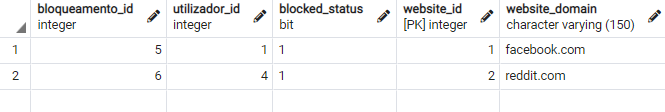 bloqueamento_id utilizador_id blocked_status website_id website_domain
integer integer bit [PK] integer character varying (150)
1 5 1 1 1 facebook.com
2 6 4 1 2 reddit.com